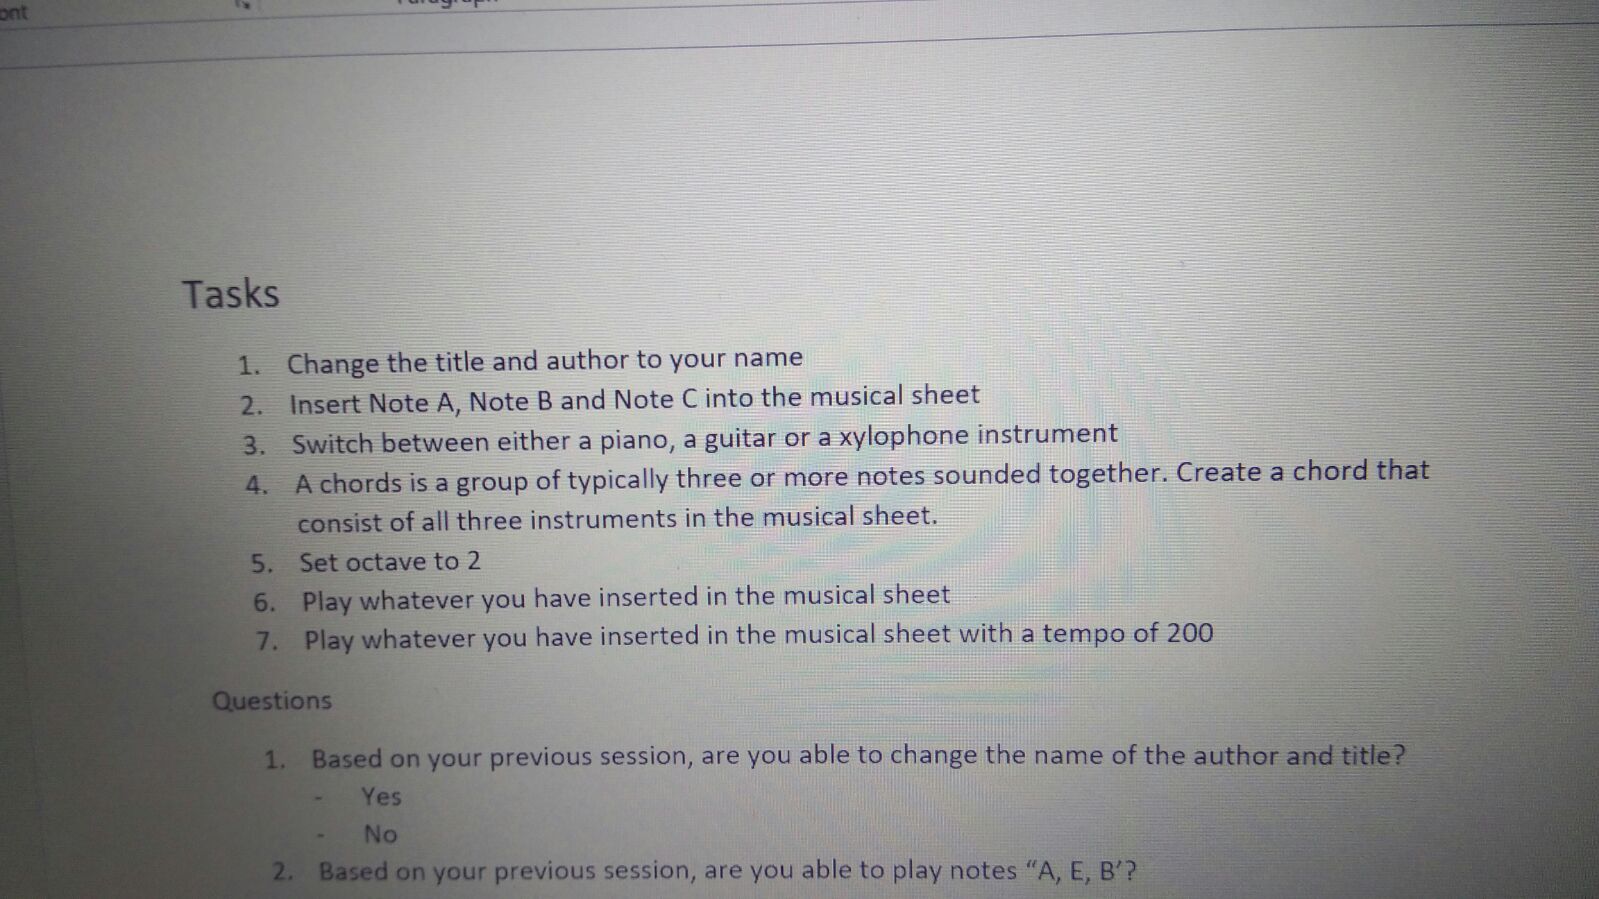 ont
Tasks
1. Change the title and author to your name
2. Insert Note A, Note B and Note C into the musical sheet
3. Switch between either a piano, a guitar or a xylophone instrument
4. A chords is a group of typically three or more notes sounded together. Create a chord that
consist of all three instruments in the musical sheet.
5. Set octave to 2
6. Play whatever you have inserted in the musical sheet
7. Play whatever you have inserted in the musical sheet with a tempo of 200
Questions
1. Based on your previous session, are you able to change the name of the author and title?
- Yes
- No
2. Based on your previous session, are you able to play notes “A, E, B’?